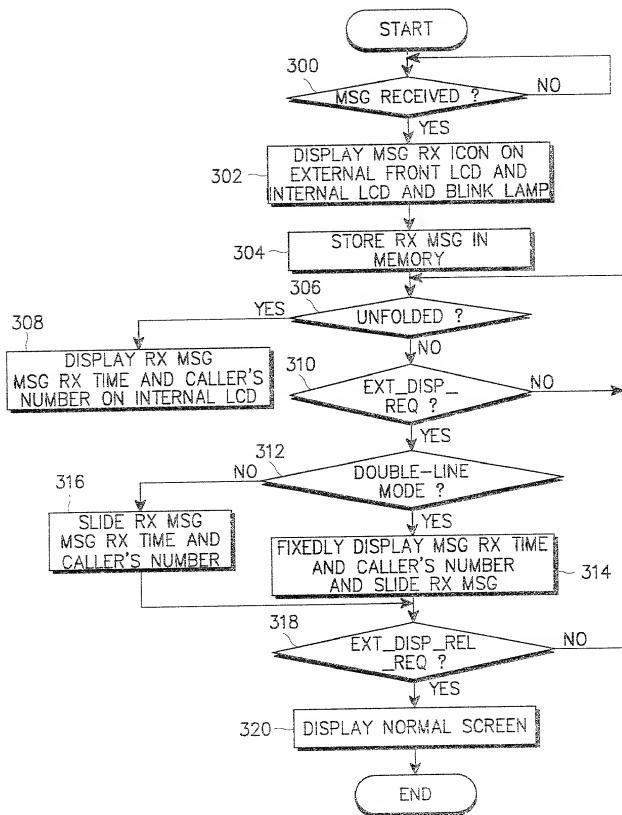 START
300
MSG RECEIVED ?
NO
YES
302
DISPLAY MSG RX ICON ON
EXTERNAL FRONT LCD AND
INTERNAL LCD AND BLINK LAMP
304
STORE RX MSG IN
MEMORY
306
UNFOLDED ?
YES
NO
308
DISPLAY RX MSG
MSG RX TIME AND CALLER'S
NUMBER ON INTERNAL LCD
310
EXT_DISP_
REQ ?
NO
YES
312
DOUBLE-LINE
MODE ?
NO
YES
316
SLIDE RX MSG
MSG RX TIME AND
CALLER'S NUMBER
FIXEDLY DISPLAY MSG RX TIME
AND CALLER'S NUMBER
AND SLIDE RX MSG
314
318
EXT_DISP_REL
_REQ ?
NO
YES
320
DISPLAY NORMAL SCREEN
END